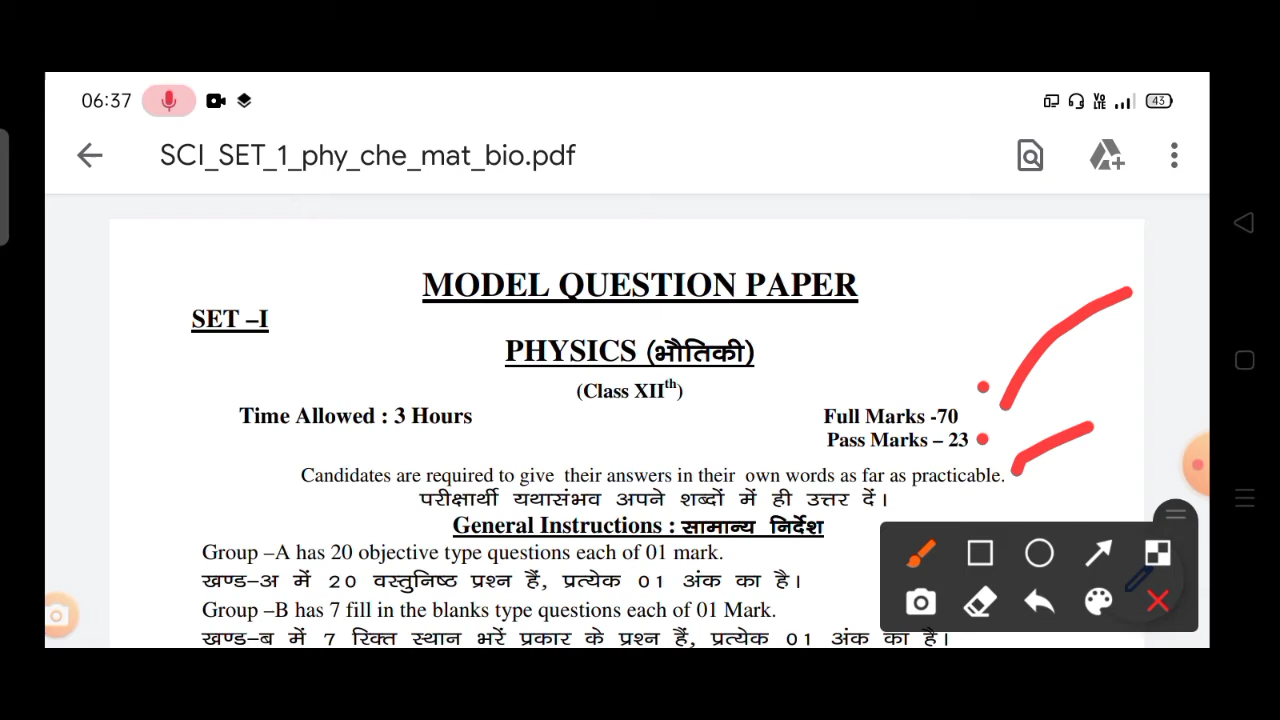 06:37
Vo LTE 43
SCI_SET_1_phy_che_mat_bio.pdf
MODEL QUESTION PAPER
SET –I
PHYSICS (भौतिकी)
(Class XIIth)
Time Allowed : 3 Hours
Full Marks -70
Pass Marks – 23
Candidates are required to give their answers in their own words as far as practicable.
परीक्षार्थी यथासंभव अपने शब्दों में ही उत्तर दें।
General Instructions : सामान्य निर्देश
Group –A has 20 objective type questions each of 01 mark.
खण्ड–अ में 20 वस्तुनिष्ठ प्रश्न हैं, प्रत्येक 01 अंक का है।
Group –B has 7 fill in the blanks type questions each of 01 Mark.
खण्ड–ब में 7 रिक्त स्थान भरें प्रकार के प्रश्न हैं, प्रत्येक 01 अंक का है।